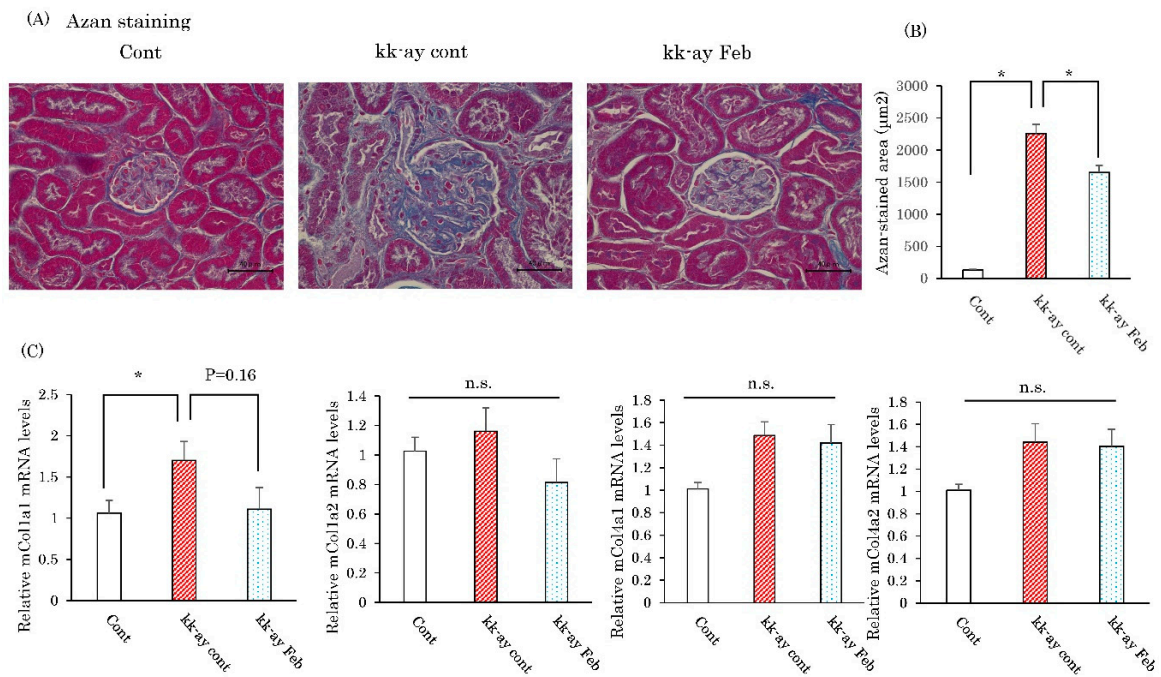 (A) Azan staining
Cont
kk-ay cont
kk-ay Feb
(B)
* *
Azan-stained area (μm2)
3000
2500
2000
1500
1000
500
0
Cont
kk-ay cont
kk-ay Feb
(C)
* P=0.16
Relative mCol1a1 mRNA levels
2.5
2
1.5
1
0.5
0
Cont
kk-ay cont
kk-ay Feb
n.s.
Relative mCol1a2 mRNA levels
1.4
1.2
1
0.8
0.6
0.4
0.2
0
Cont
kk-ay cont
kk-ay Feb
n.s.
Relative mCol4a1 mRNA levels
1.8
1.6
1.4
1.2
1
0.8
0.6
0.4
0.2
0
Cont
kk-ay cont
kk-ay Feb
n.s.
Relative mCol4a2 mRNA levels
1.8
1.6
1.4
1.2
1
0.8
0.6
0.4
0.2
0
Cont
kk-ay cont
kk-ay Feb